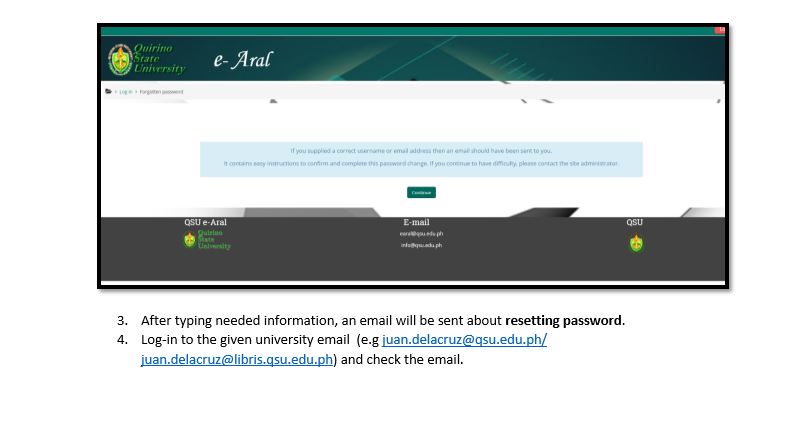 Quirino
State
University
e- Aral
Log in
Forgotten password
If you supplied a correct username or email address then an email should have been sent to you.
It contains easy instructions to confirm and complete this password change. If you continue to have difficulty, please contact the site administrator.
Continue
QSU e-Aral
E-mail
QSU
Quirino
State
University
earal@qsu.edu.ph
info@qsu.edu.ph
3. After typing needed information, an email will be sent about resetting password.
4. Log-in to the given university email (e.g juan.delacruz@qsu.edu.ph/
juan.delacruz@libris.qsu.edu.ph) and check the email.